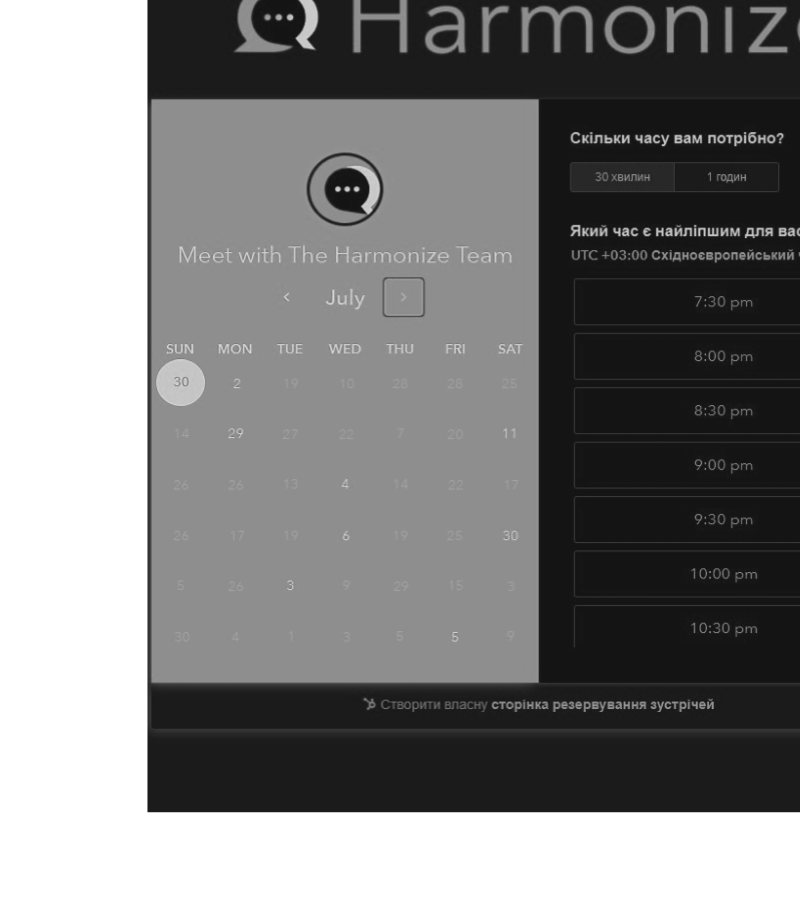 Harmonize
Meet with The Harmonize Team
July
SUN MON TUE WED THU FRI SAT
30 2 19 10 28 28 25
14 29 27 22 7 20 11
26 26 13 4 14 22 17
26 17 19 6 19 25 30
5 26 3 9 29 15 3
30 4 1 3 5 5 9
Скільки часу вам потрібно?
30 хвилин 1 годин
Який час є найліпшим для вас
UTC +03:00 Східноєвропейський
7:30 pm
8:00 pm
8:30 pm
9:00 pm
9:30 pm
10:00 pm
10:30 pm
Створити власну сторінка резервування зустрічей